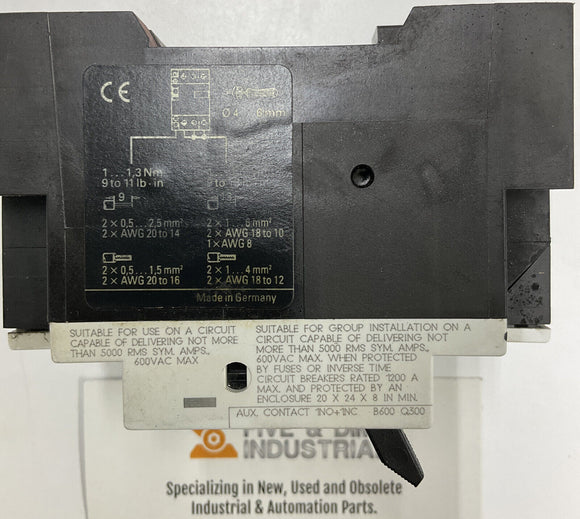 CE
Ø 4 ... 6 mm
1 ... 1,3 Nm
9 to 11 lb-in
9
2 × 0,5 ... 2,5 mm²
2 × AWG 20 to 14
2 × 1 ... 6 mm²
2 × AWG 18 to 10
1 × AWG 8
2 × 0,5 ... 1,5 mm²
2 × AWG 20 to 16
2 × 1 ... 4 mm²
2 × AWG 18 to 12
Made in Germany
SUITABLE FOR USE ON A CIRCUIT
CAPABLE OF DELIVERING NOT MORE
THAN 5000 RMS SYM. AMPS.,
600VAC MAX
SUITABLE FOR GROUP INSTALLATION ON A
CIRCUIT CAPABLE OF DELIVERING NOT
MORE THAN 5000 RMS SYM. AMPS.,
600VAC MAX. WHEN PROTECTED
BY FUSES OR INVERSE TIME
CIRCUIT BREAKERS RATED 1200 A
MAX. AND PROTECTED BY AN
ENCLOSURE 20 X 24 X 8 IN MIN.
AUX. CONTACT 1NO+1NC B600 Q300
FIVE &
INDUSTRIAL
Specializing in New, Used and Obsolete
Industrial & Automation Parts.